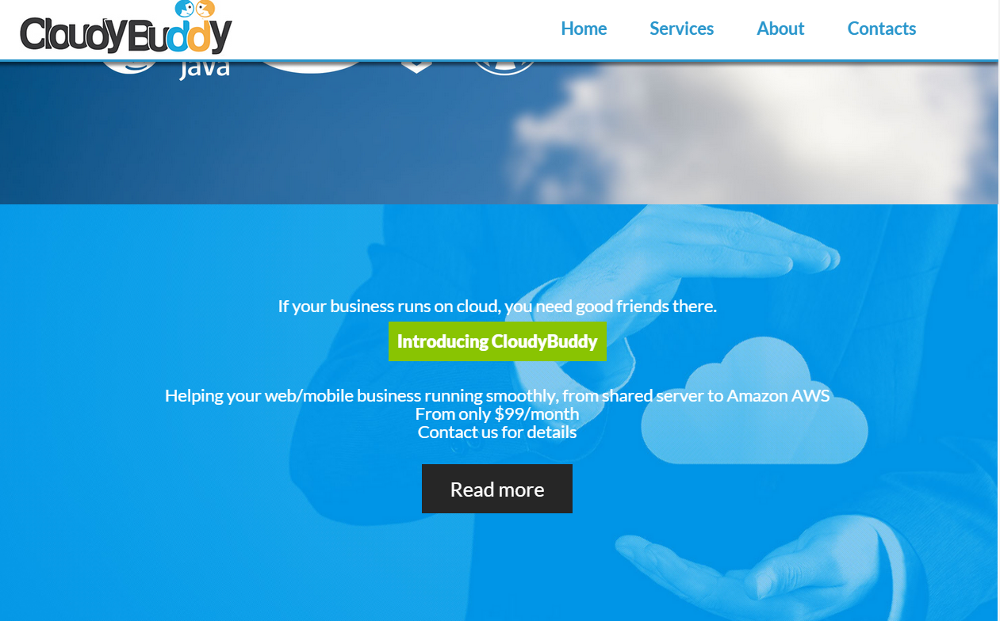 CloudyBuddy
Home Services About Contacts
Java
If your business runs on cloud, you need good friends there.
Introducing CloudyBuddy
Helping your web/mobile business running smoothly, from shared server to Amazon AWS
From only $99/month
Contact us for details
Read more